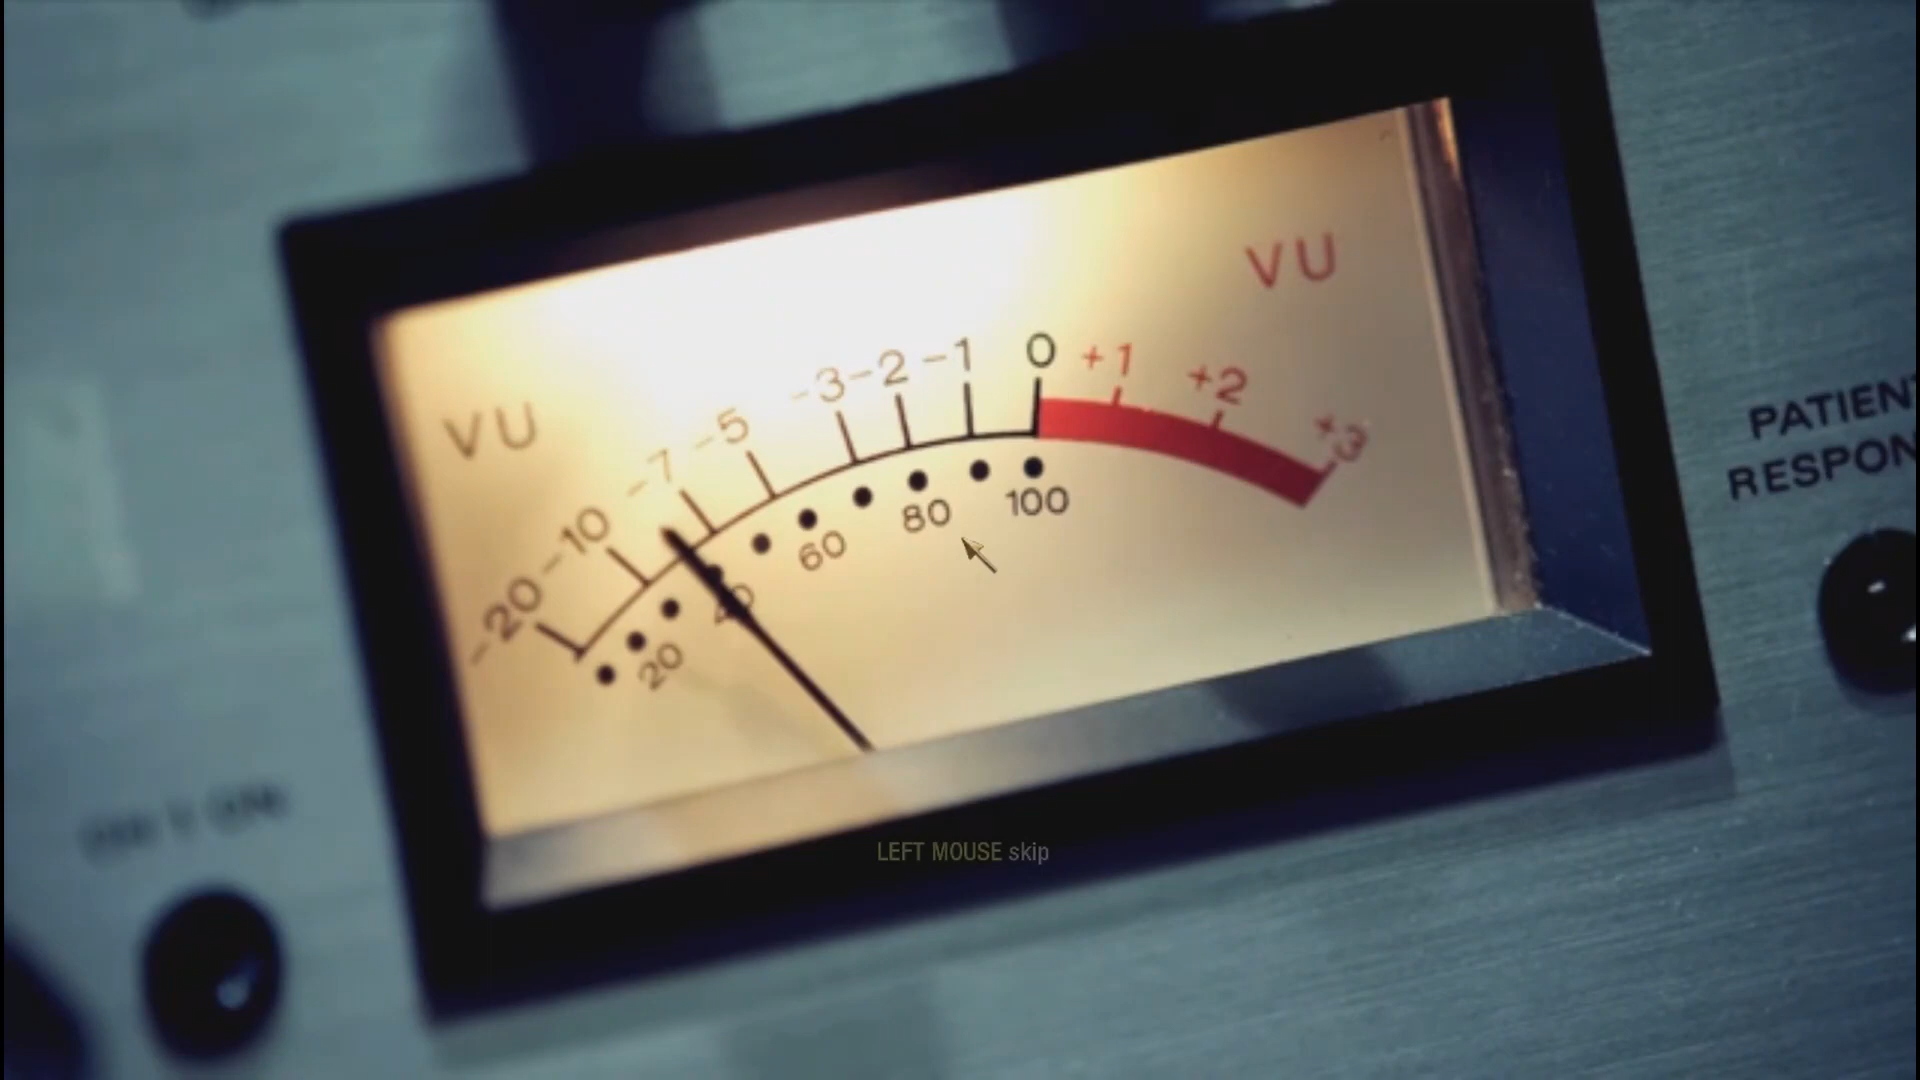 VU
VU
-20 -10 -7 -5 -3 -2 -1 0 +1 +2 +3
20 40 60 80 100
PATIENT
RESPON
LEFT MOUSE skip